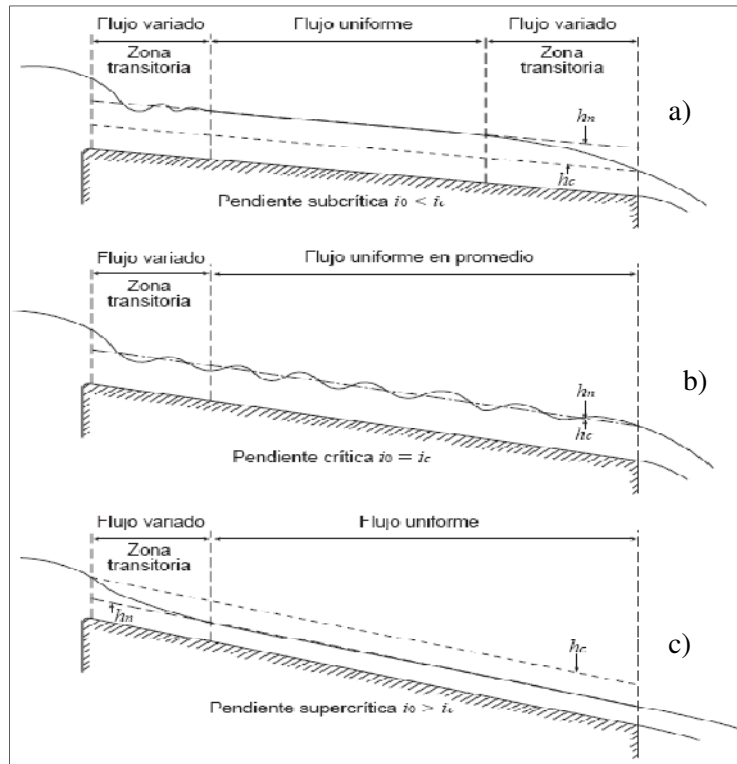 Flujo variado Flujo uniforme Flujo variado
Zona transitoria Zona transitoria
a)
hn
hc
Pendiente subcrítica i0 < ic
Flujo variado Flujo uniforme en promedio
Zona transitoria
b)
hn
hc
Pendiente crítica i0 = ic
Flujo variado Flujo uniforme
Zona transitoria
hn
hc
c)
Pendiente supercrítica i0 > ic